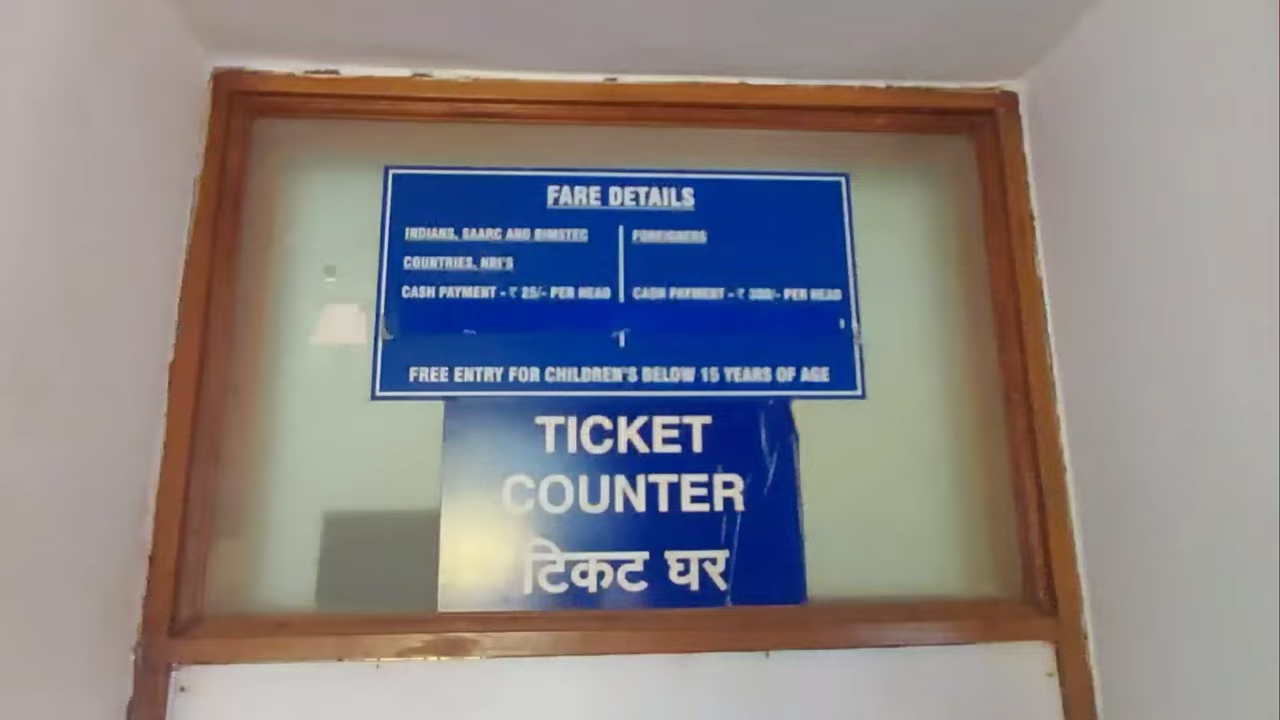 FARE DETAILS
INDIANS, SAARC AND BIMSTEC
COUNTRIES, NRI'S
CASH PAYMENT - ₹ 25/- PER HEAD
FOREIGNERS
CASH PAYMENT - ₹ 300/- PER HEAD
FREE ENTRY FOR CHILDREN'S BELOW 15 YEARS OF AGE
TICKET
COUNTER
टिकट घर